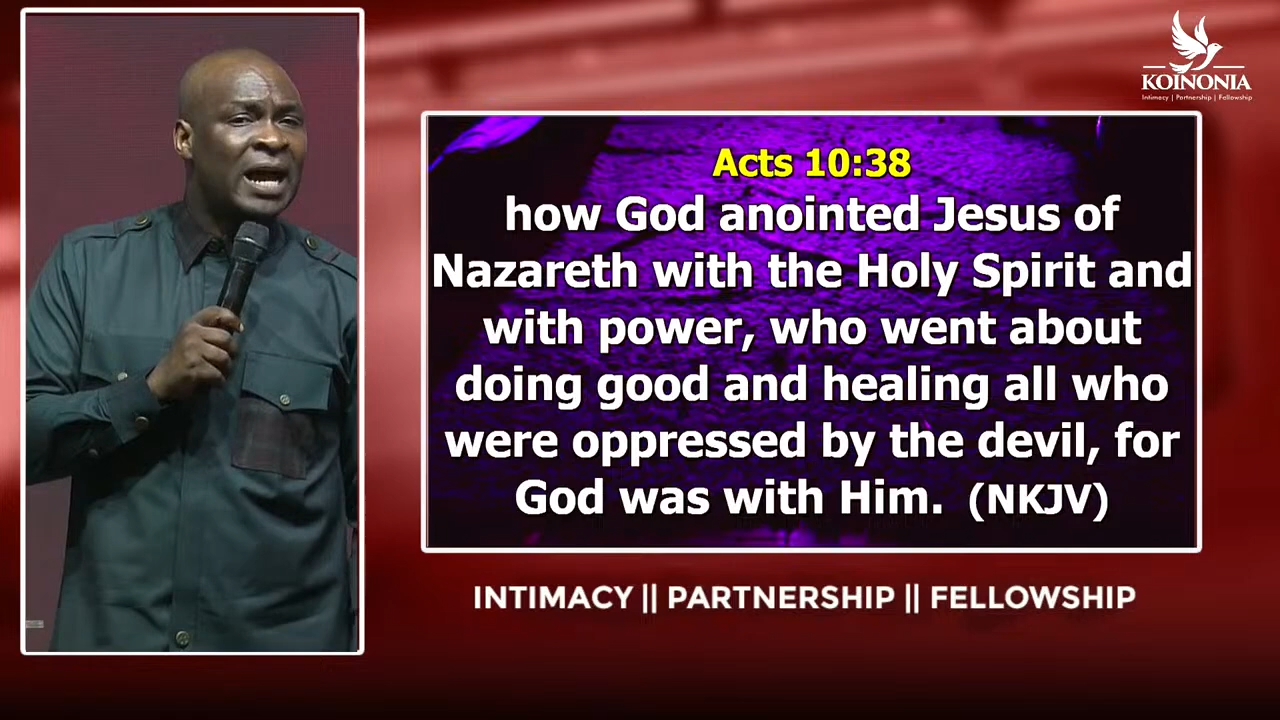 KOINONIA
Intimacy | Partnership | Fellowship
Acts 10:38
how God anointed Jesus of
Nazareth with the Holy Spirit and
with power, who went about
doing good and healing all who
were oppressed by the devil, for
God was with Him. (NKJV)
INTIMACY || PARTNERSHIP || FELLOWSHIP